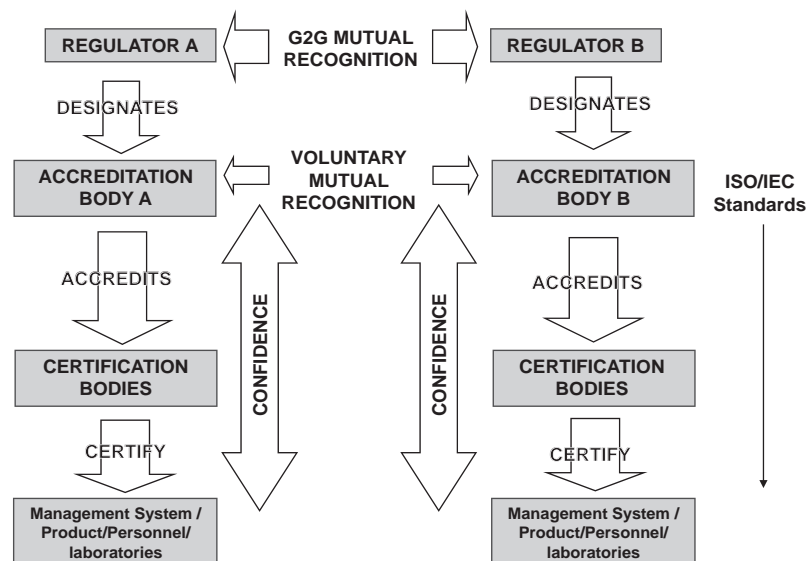 REGULATOR A
G2G MUTUAL
RECOGNITION
REGULATOR B
DESIGNATES
DESIGNATES
ACCREDITATION
BODY A
VOLUNTARY
MUTUAL
RECOGNITION
ACCREDITATION
BODY B
ISO/IEC
Standards
ACCREDITS
CONFIDENCE
CONFIDENCE
ACCREDITS
CERTIFICATION
BODIES
CERTIFICATION
BODIES
CERTIFY
CERTIFY
Management System /
Product/Personnel/
laboratories
Management System /
Product/Personnel/
laboratories